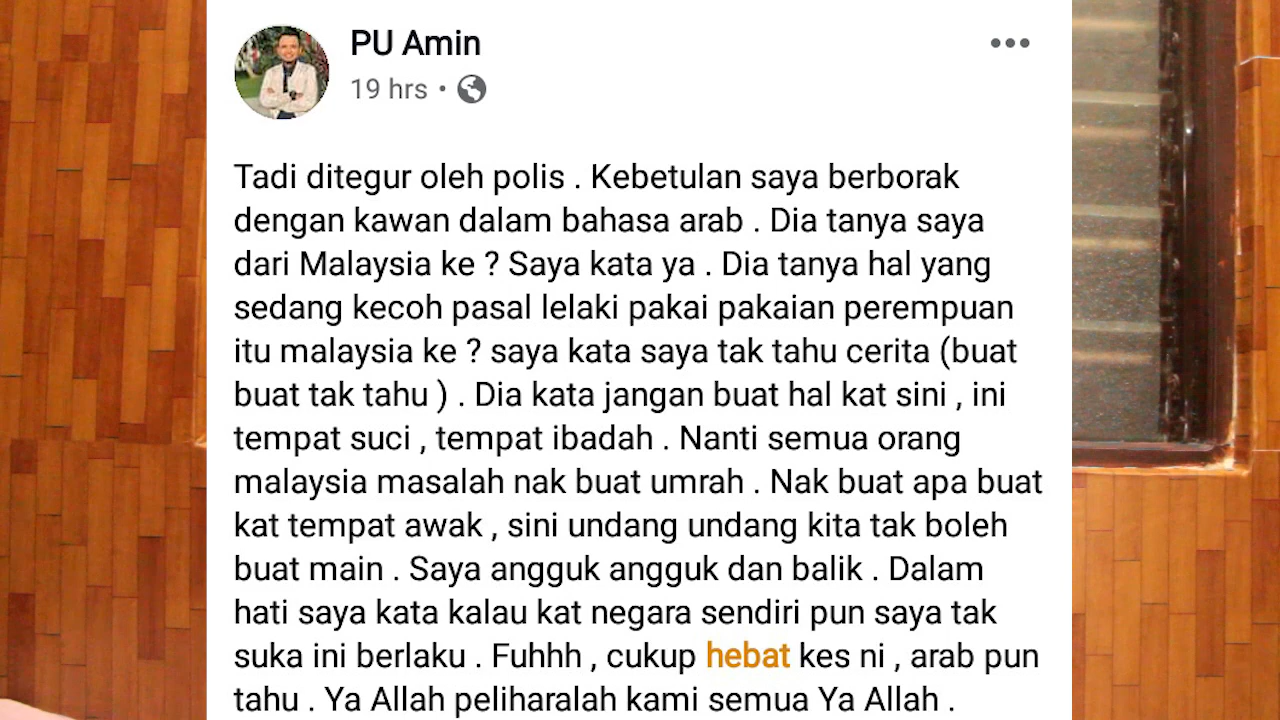 PU Amin
19 hrs •
Tadi ditegur oleh polis . Kebetulan saya berborak
dengan kawan dalam bahasa arab . Dia tanya saya
dari Malaysia ke ? Saya kata ya . Dia tanya hal yang
sedang kecoh pasal lelaki pakai pakaian perempuan
itu malaysia ke ? saya kata saya tak tahu cerita (buat
buat tak tahu ) . Dia kata jangan buat hal kat sini , ini
tempat suci , tempat ibadah . Nanti semua orang
malaysia masalah nak buat umrah . Nak buat apa buat
kat tempat awak , sini undang undang kita tak boleh
buat main . Saya angguk angguk dan balik . Dalam
hati saya kata kalau kat negara sendiri pun saya tak
suka ini berlaku . Fuhhh , cukup hebat kes ni , arab pun
tahu . Ya Allah peliharalah kami semua Ya Allah .